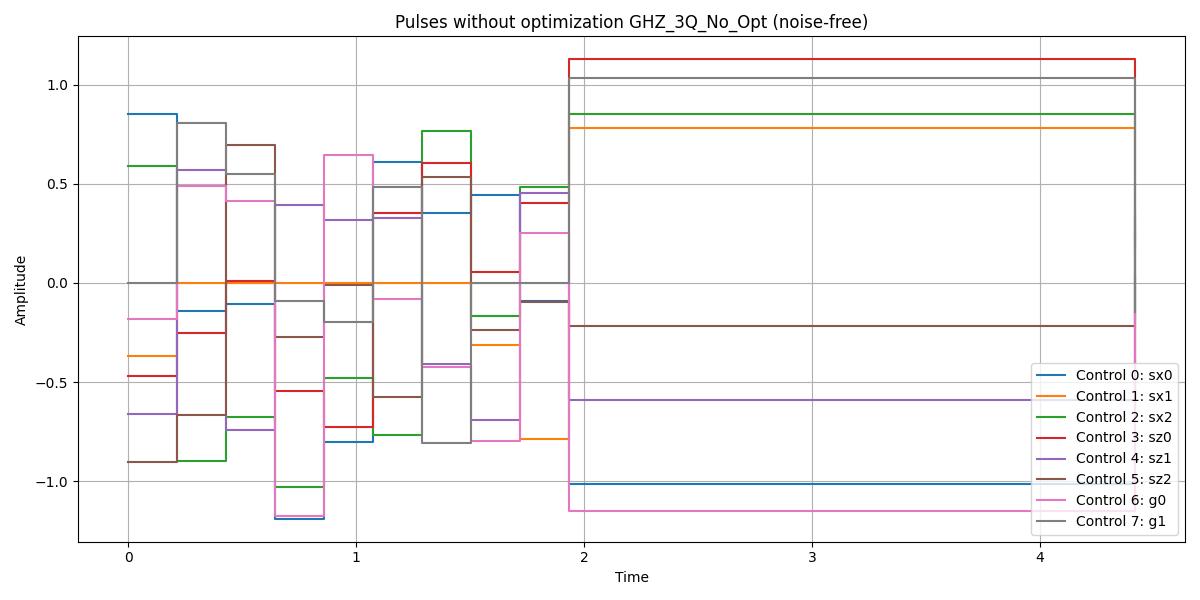 Pulses without optimization GHZ_3Q_No_Opt (noise-free)
Amplitude
1.0
0.5
0.0
−0.5
−1.0
0
1
2
3
4
Time
Control 0: sx0
Control 1: sx1
Control 2: sx2
Control 3: sz0
Control 4: sz1
Control 5: sz2
Control 6: g0
Control 7: g1